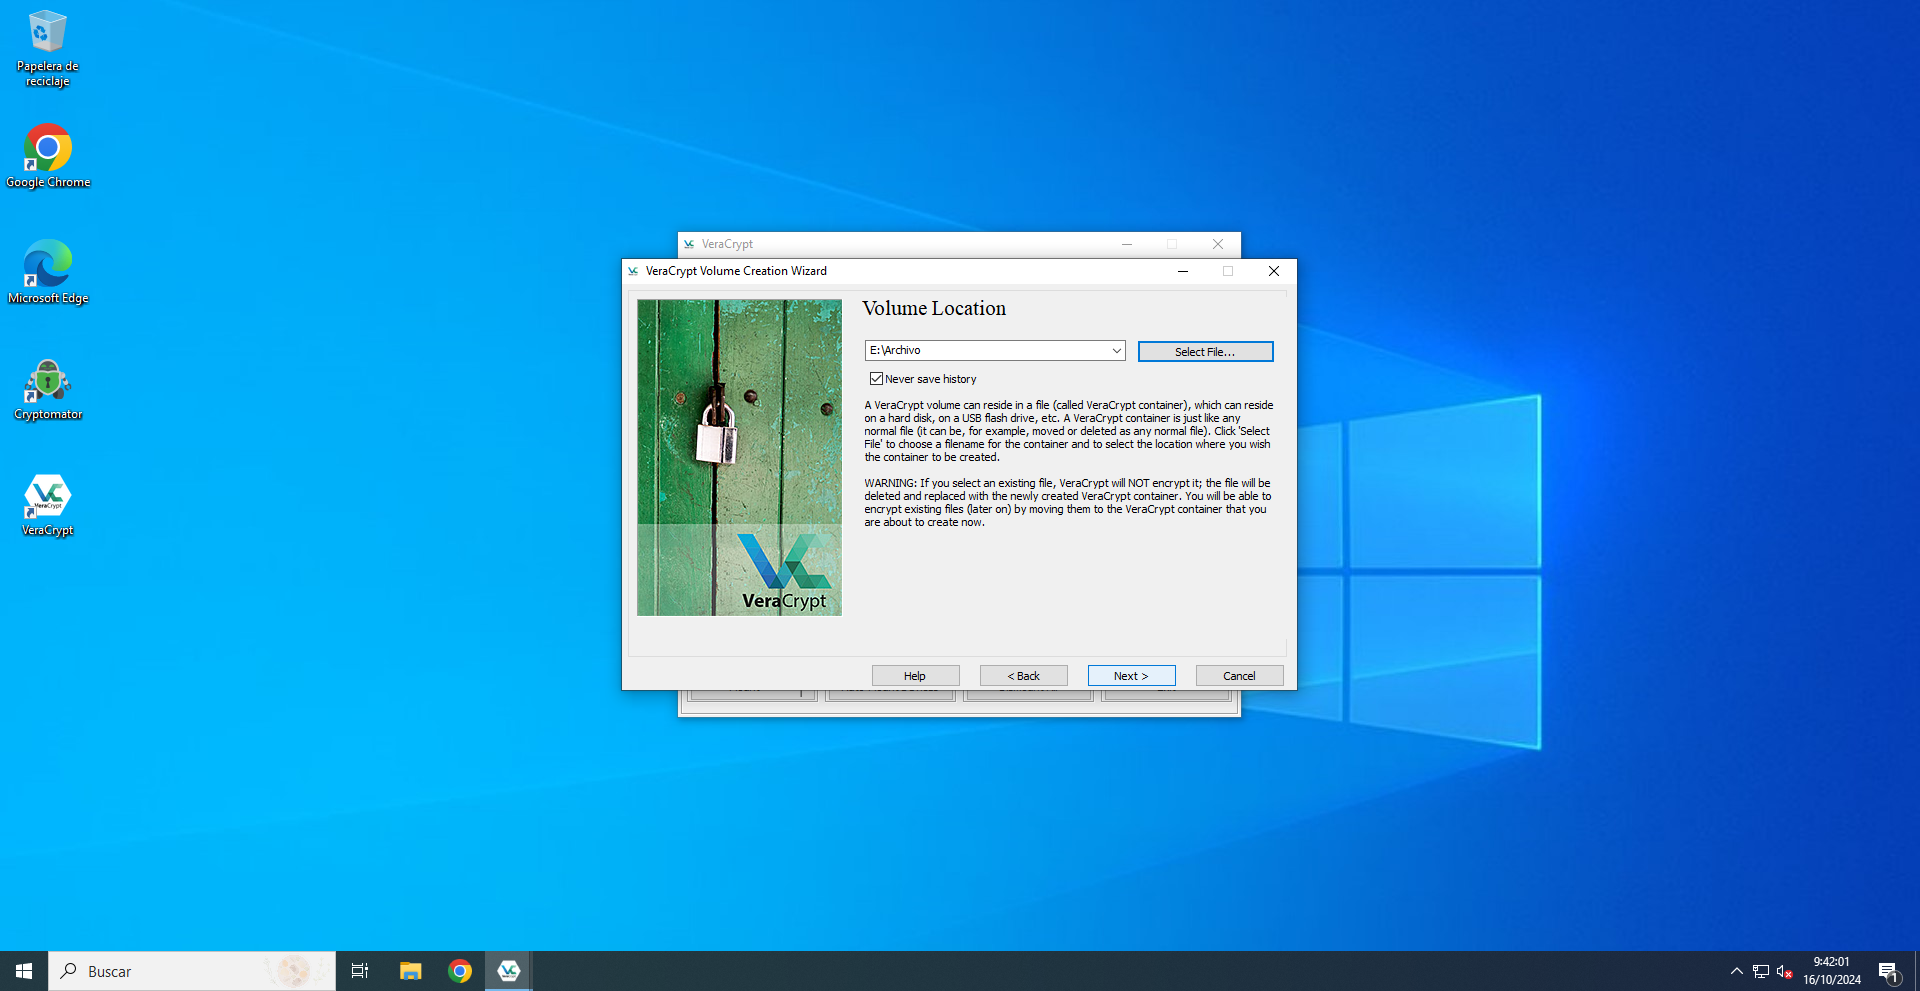 Papelera de
reciclaje
Google Chrome
Microsoft Edge
Cryptomator
VeraCrypt
VeraCrypt
VeraCrypt Volume Creation Wizard
Volume Location
E:\Archivo
Select File...
Never save history
A VeraCrypt volume can reside in a file (called VeraCrypt container), which can reside
on a hard disk, on a USB flash drive, etc. A VeraCrypt container is just like any
normal file (it can be, for example, moved or deleted as any normal file). Click 'Select
File' to choose a filename for the container and to select the location where you wish
the container to be created.
WARNING: If you select an existing file, VeraCrypt will NOT encrypt it; the file will be
deleted and replaced with the newly created VeraCrypt container. You will be able to
encrypt existing files (later on) by moving them to the VeraCrypt container that you
are about to create now.
VeraCrypt
Help
< Back
Next >
Cancel
Buscar
9:42:01
16/10/2024
1